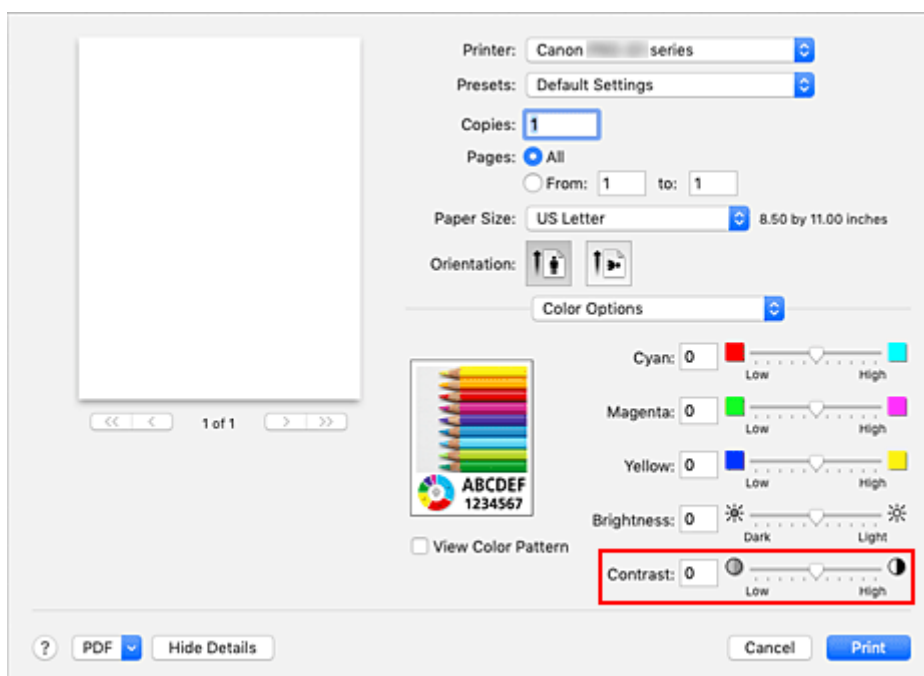 Printer: Canon series
Presets: Default Settings
Copies: 1
Pages: All
From: 1 to: 1
Paper Size: US Letter 8.50 by 11.00 inches
Orientation:
Color Options
Cyan: 0
Low High
Magenta: 0
Low High
Yellow: 0
Low High
Brightness: 0
Dark Light
Contrast: 0
Low High
ABCDEF
1234567
View Color Pattern
<< < 1 of 1 > >>
? PDF Hide Details Cancel Print